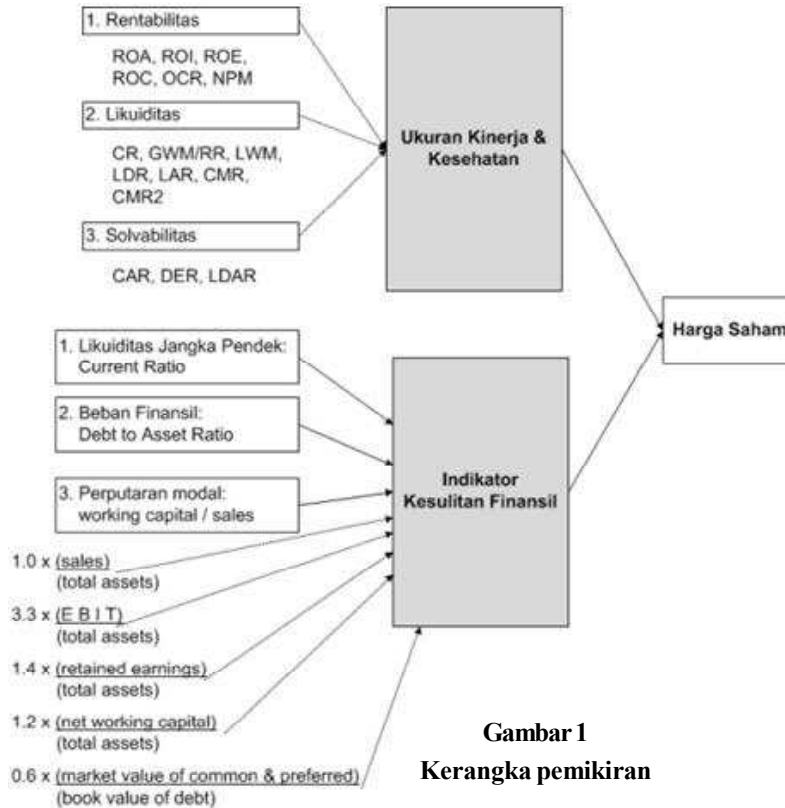 1. Rentabilitas
ROA, ROI, ROE,
ROC, OCR, NPM
2. Likuiditas
CR, GWM/RR, LWM,
LDR, LAR, CMR,
CMR2
3. Solvabilitas
CAR, DER, LDAR
Ukuran Kinerja &
Kesehatan
Harga Saham
1. Likuiditas Jangka Pendek:
Current Ratio
2. Beban Finansil:
Debt to Asset Ratio
3. Perputaran modal:
working capital / sales
Indikator
Kesulitan Finansil
1.0 x (sales)
(total assets)
3.3 x (E B I T)
(total assets)
1.4 x (retained earnings)
(total assets)
1.2 x (net working capital)
(total assets)
0.6 x (market value of common & preferred)
(book value of debt)
Gambar 1
Kerangka pemikiran